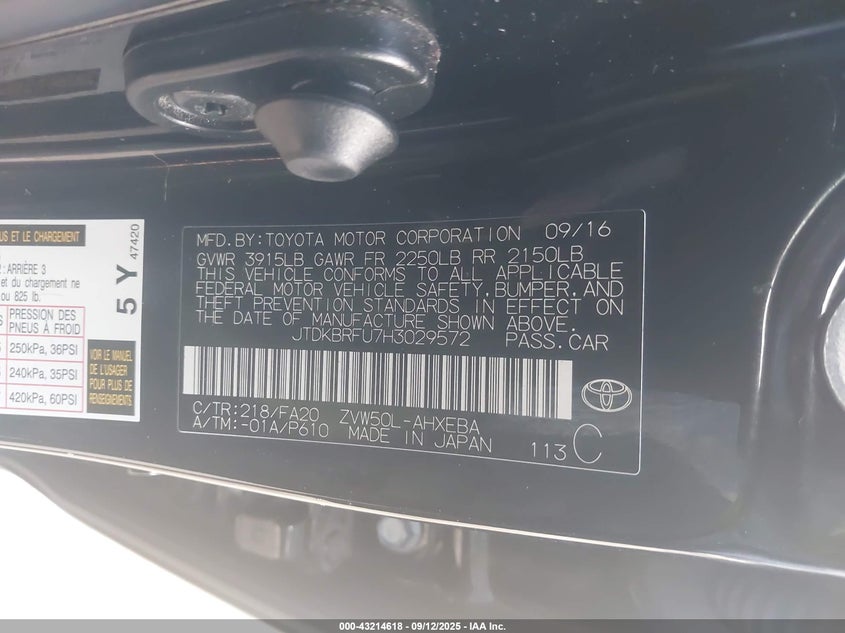 US ET LE CHARGEMENT
: ARRIÈRE 3
et du chargement ne
ou 825 lb.
PRESSION DES
PNEUS À FROID
250kPa, 36PSI
240kPa, 35PSI
420kPa, 60PSI
VOIR LE MANUEL
DE L'USAGER
POUR PLUS DE
RENSEIGNEMENTS
5 Y 47420
MFD.BY:TOYOTA MOTOR CORPORATION 09/16
GVWR 3915LB GAWR FR 2250LB RR 2150LB
THIS VEHICLE CONFORMS TO ALL APPLICABLE
FEDERAL MOTOR VEHICLE SAFETY,BUMPER,AND
THEFT PREVENTION STANDARDS IN EFFECT ON
THE DATE OF MANUFACTURE SHOWN ABOVE.
JTDKBRFU7H3029572 PASS.CAR
C/TR:218/FA20 ZVW50L-AHXEBA
A/TM:-01A/P610 MADE IN JAPAN
113 C
000-43214618 - 09/12/2025 - IAA Inc.